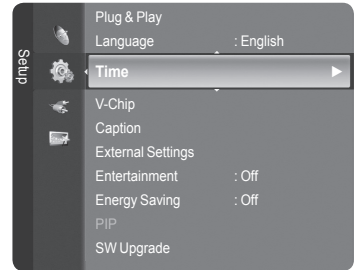 Setup
Plug & Play
Language : English
Time
V-Chip
Caption
External Settings
Entertainment : Off
Energy Saving : Off
PIP
SW Upgrade